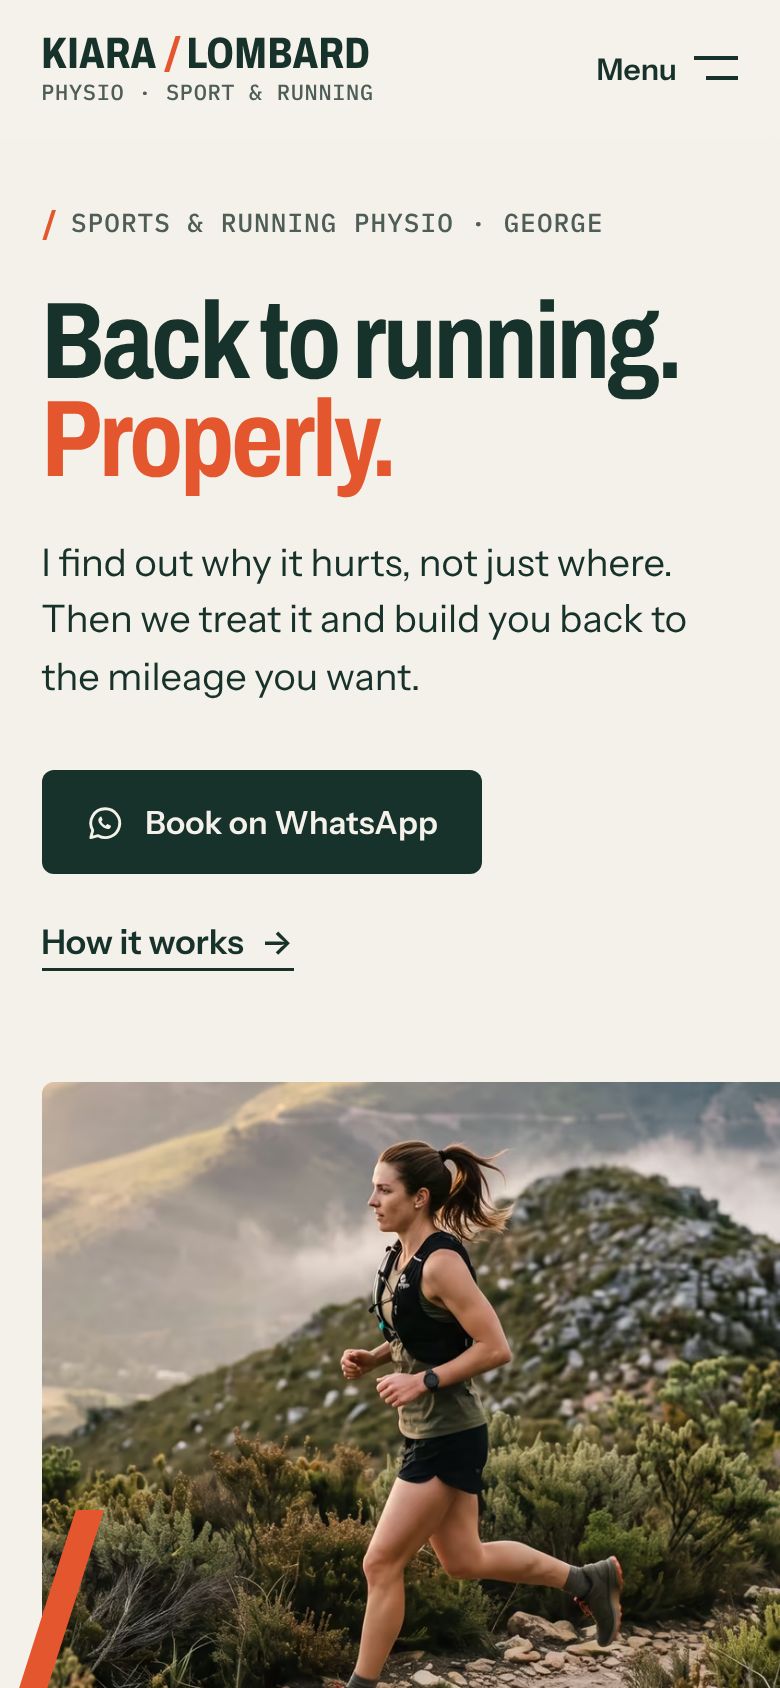 KIARA / LOMBARD
PHYSIO · SPORT & RUNNING
Menu
/ SPORTS & RUNNING PHYSIO · GEORGE
Back to running.
Properly.
I find out why it hurts, not just where.
Then we treat it and build you back to
the mileage you want.
Book on WhatsApp
How it works →